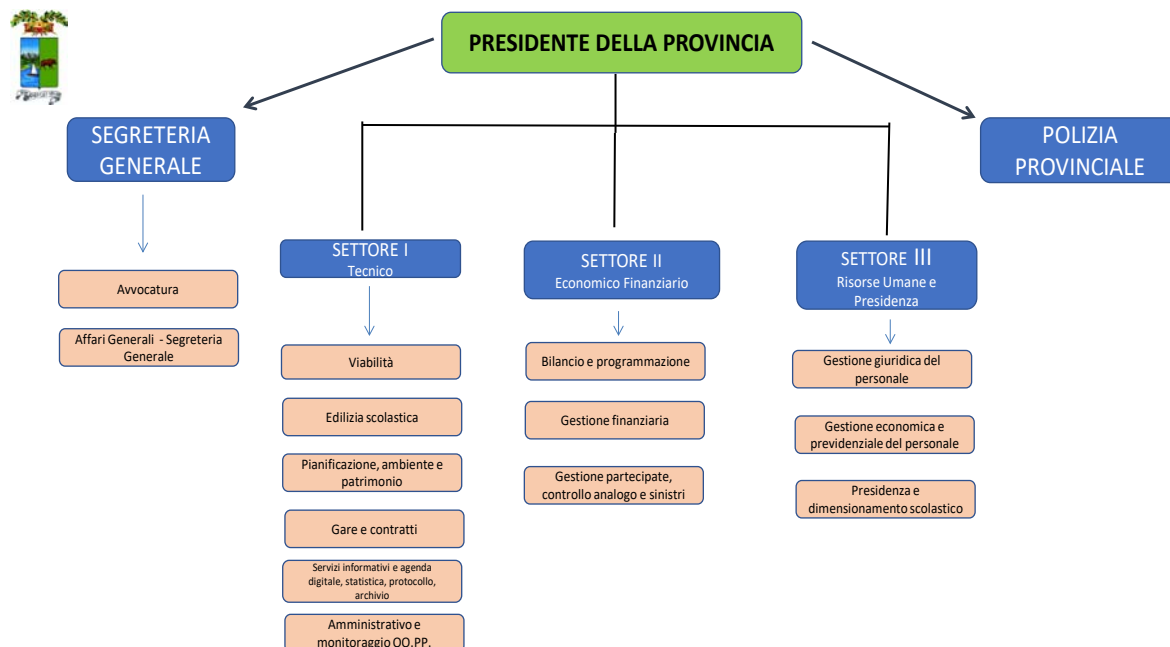 PRESIDENTE DELLA PROVINCIA
SEGRETERIA
GENERALE
POLIZIA
PROVINCIALE
SETTORE I
Tecnico
SETTORE II
Economico Finanziario
SETTORE III
Risorse Umane e
Presidenza
Avvocatura
Affari Generali - Segreteria
Generale
Viabilità
Edilizia scolastica
Pianificazione, ambiente e
patrimonio
Gare e contratti
Servizi informativi e agenda
digitale, statistica, protocollo,
archivio
Amministrativo e
monitoraggio OO.PP.
Bilancio e programmazione
Gestione finanziaria
Gestione partecipate,
controllo analogo e sinistri
Gestione giuridica del
personale
Gestione economica e
previdenziale del personale
Presidenza e
dimensionamento scolastico